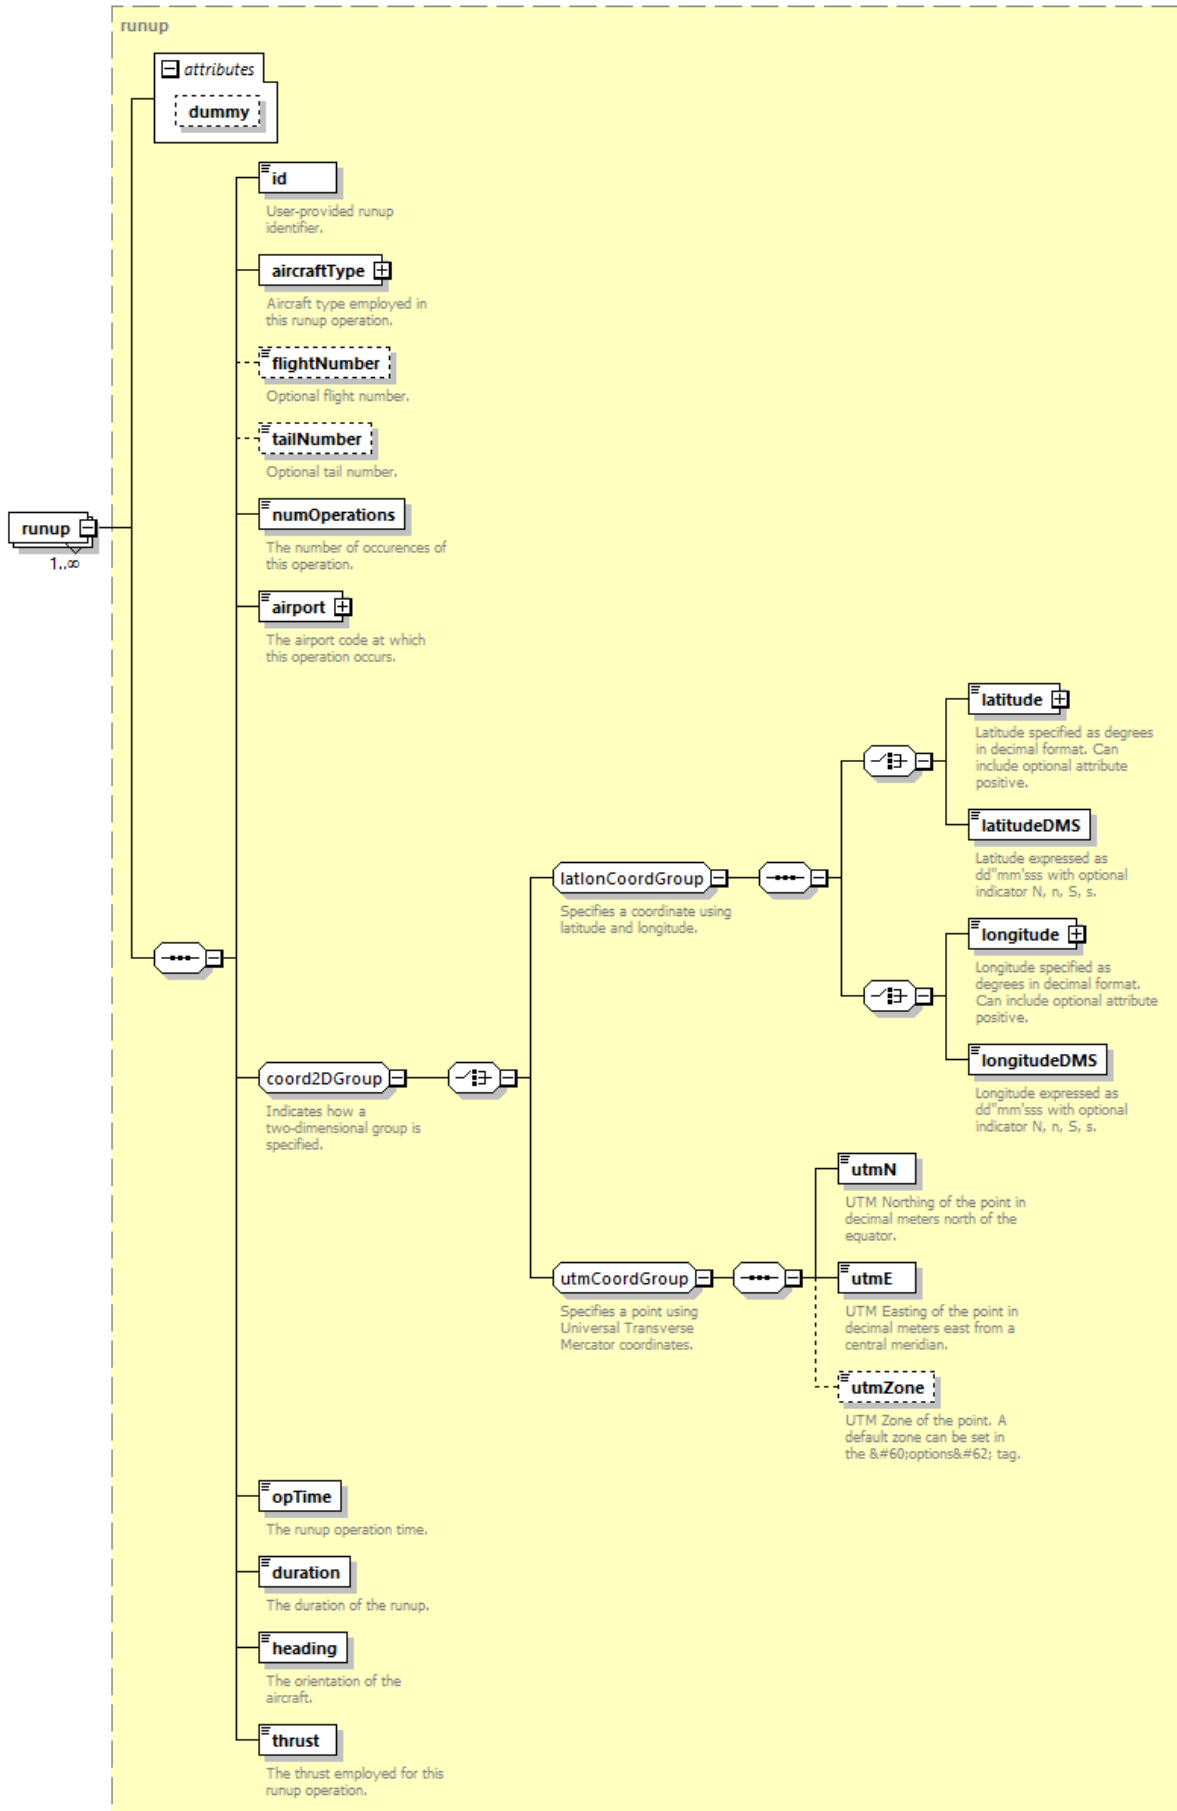 runup
attributes
dummy
id
User-provided runup
identifier.
aircraftType
Aircraft type employed in
this runup operation.
flightNumber
Optional flight number.
tailNumber
Optional tail number.
numOperations
The number of occurences of
this operation.
runup
1..∞
airport
The airport code at which
this operation occurs.
latitude
Latitude specified as degrees
in decimal format. Can
include optional attribute
positive.
latitudeDMS
Latitude expressed as
dd"mm'sss with optional
indicator N, n, S, s.
latlonCoordGroup
Specifies a coordinate using
latitude and longitude.
longitude
Longitude specified as
degrees in decimal format.
Can include optional attribute
positive.
longitudeDMS
Longitude expressed as
dd"mm'sss with optional
indicator N, n, S, s.
coord2DGroup
Indicates how a
two-dimensional group is
specified.
utmN
UTM Northing of the point in
decimal meters north of the
equator.
utmCoordGroup
Specifies a point using
Universal Transverse
Mercator coordinates.
utmE
UTM Easting of the point in
decimal meters east from a
central meridian.
utmZone
UTM Zone of the point. A
default zone can be set in
the &#60;options&#62; tag.
opTime
The runup operation time.
duration
The duration of the runup.
heading
The orientation of the
aircraft.
thrust
The thrust employed for this
runup operation.